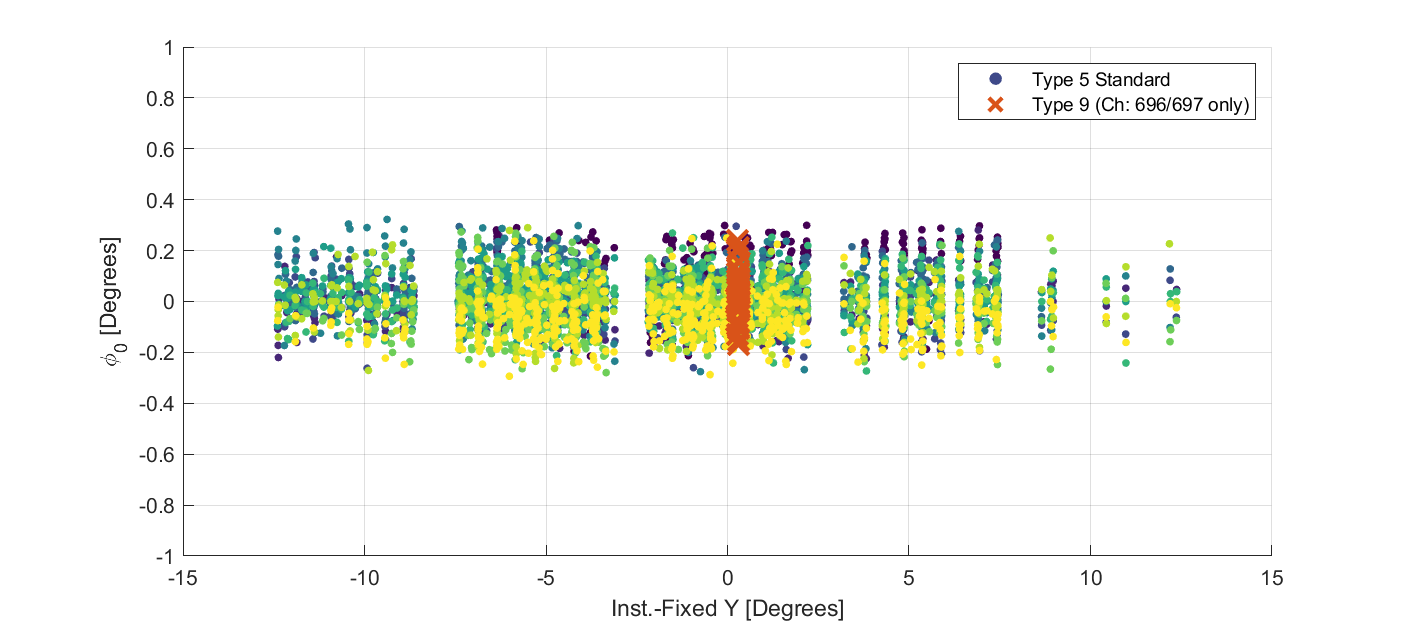 1
0.8
0.6
0.4
0.2
0
-0.2
-0.4
-0.6
-0.8
-1
ϕ0 [Degrees]
Type 5 Standard
Type 9 (Ch: 696/697 only)
-15 -10 -5 0 5 10 15
Inst.-Fixed Y [Degrees]